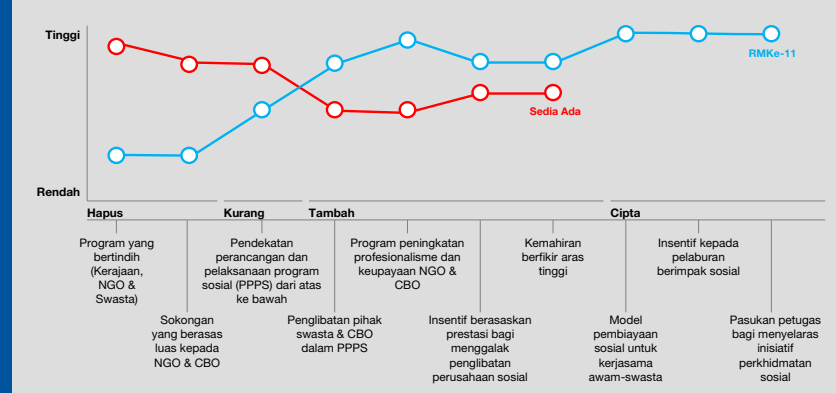 Tinggi
RMKe-11
Sedia Ada
Rendah
Hapus
Kurang
Tambah
Cipta
Program yang
bertindih
(Kerajaan,
NGO &
Swasta)
Sokongan
yang berasas
luas kepada
NGO & CBO
Pendekatan
perancangan dan
pelaksanaan program
sosial (PPPS) dari atas
ke bawah
Penglibatan pihak
swasta & CBO
dalam PPPS
Program peningkatan
profesionalisme dan
keupayaan NGO &
CBO
Insentif berasaskan
prestasi bagi
menggalak
penglibatan
perusahaan sosial
Kemahiran
berfikir aras
tinggi
Model
pembiayaan
sosial untuk
kerjasama
awam-swasta
Insentif kepada
pelaburan
berimpak sosial
Pasukan petugas
bagi menyelaras
inisiatif
perkhidmatan
sosial